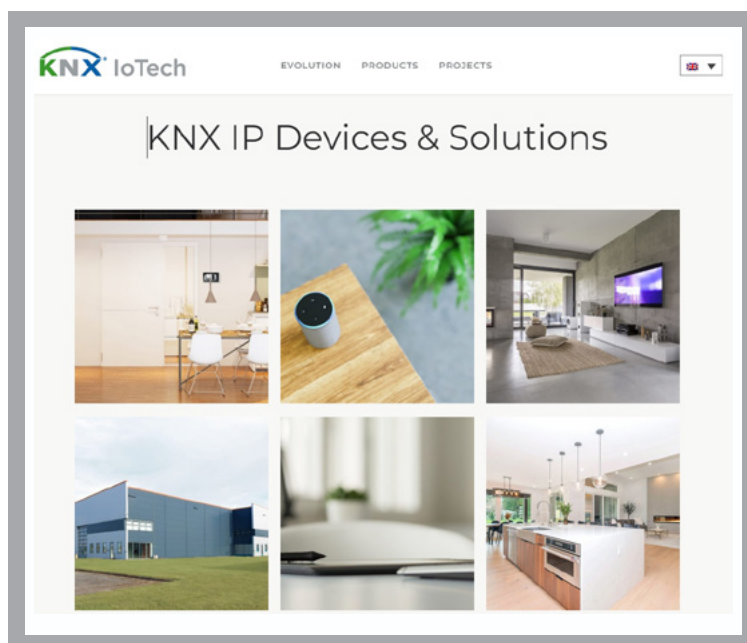 KNX IoTech
EVOLUTION PRODUCTS PROJECTS
KNX IP Devices & Solutions